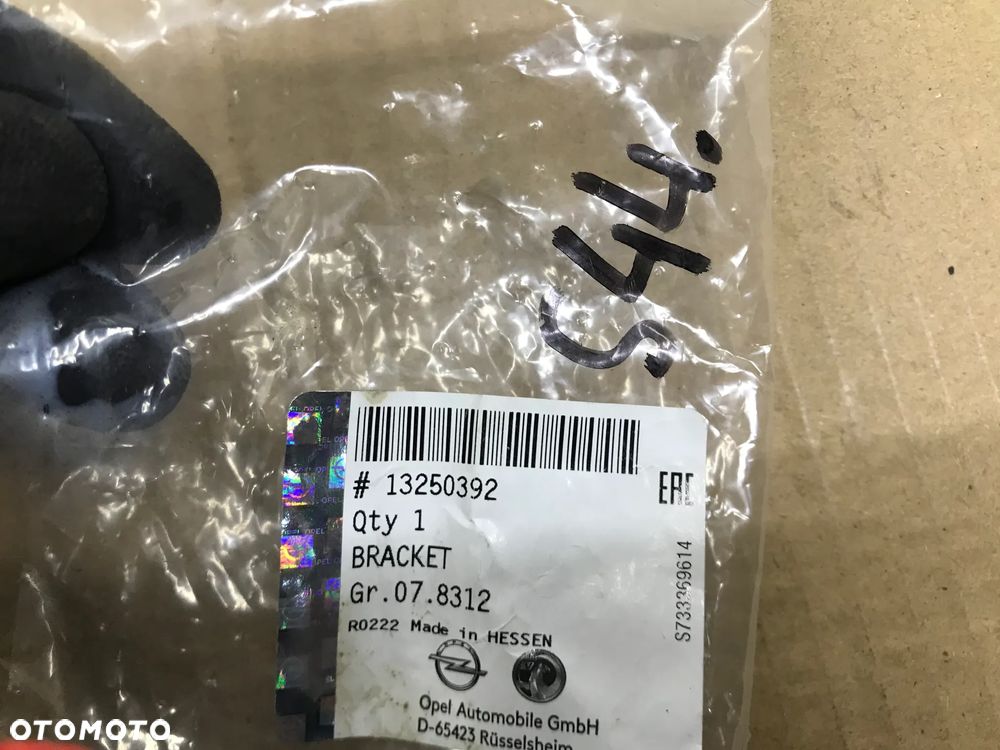 S44.
# 13250392
Qty 1
BRACKET
Gr.07.8312
R0222 Made in HESSEN
Opel Automobile GmbH
D-65423 Rüsselsheim
EAC
S733369614
OTOMOTO